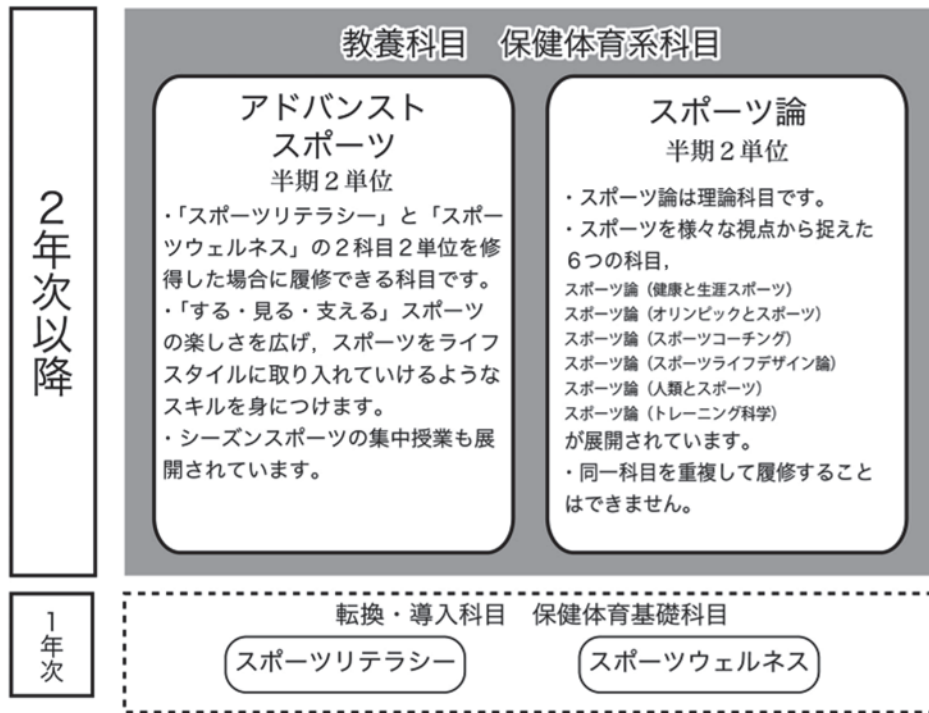 ２年次以降
教養科目　保健体育系科目
アドバンスト
スポーツ
半期２単位
・「スポーツリテラシー」と「スポー
ツウェルネス」の２科目２単位を修
得した場合に履修できる科目です。
・「する・見る・支える」スポーツ
の楽しさを広げ，スポーツをライフ
スタイルに取り入れていけるような
スキルを身につけます。
・シーズンスポーツの集中授業も展
開されています。
スポーツ論
半期２単位
・スポーツ論は理論科目です。
・スポーツを様々な視点から捉えた
６つの科目，
スポーツ論（健康と生涯スポーツ）
スポーツ論（オリンピックとスポーツ）
スポーツ論（スポーツコーチング）
スポーツ論（スポーツライフデザイン論）
スポーツ論（人類とスポーツ）
スポーツ論（トレーニング科学）
が展開されています。
・同一科目を重複して履修すること
はできません。
１年次
転換・導入科目　保健体育基礎科目
スポーツリテラシー
スポーツウェルネス